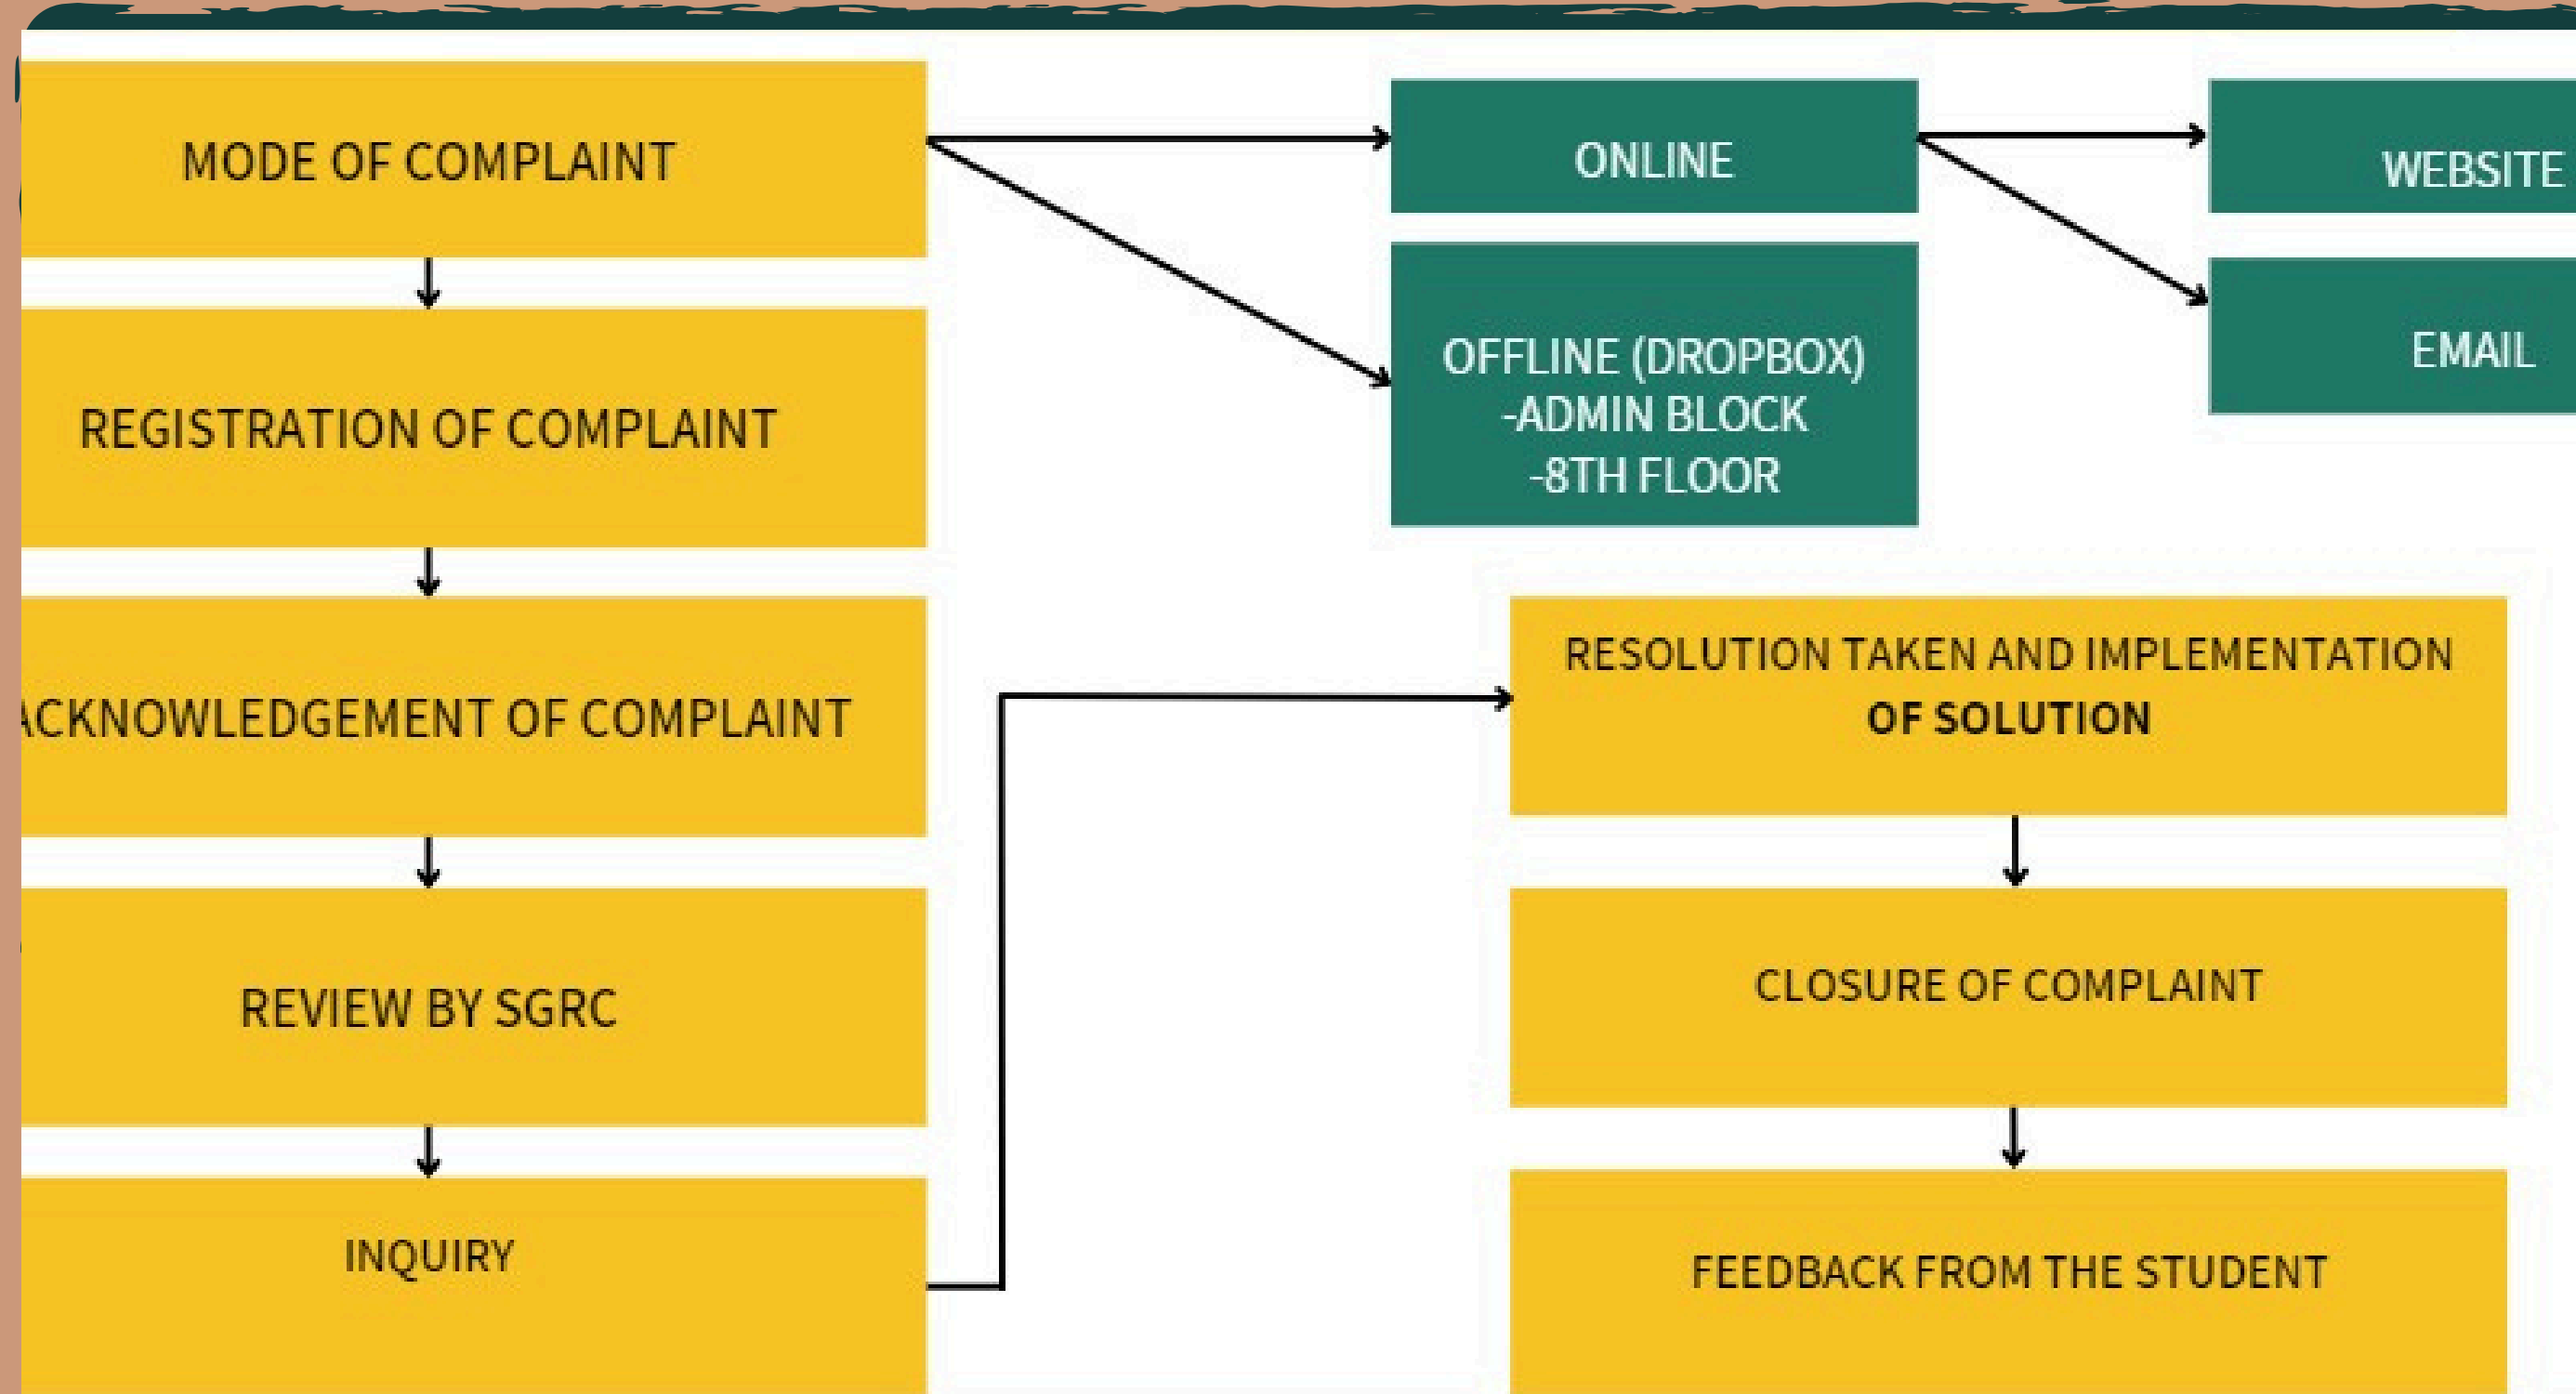 MODE OF COMPLAINT
ONLINE
WEBSITE
OFFLINE (DROPBOX)
-ADMIN BLOCK
-8TH FLOOR
EMAIL
REGISTRATION OF COMPLAINT
ACKNOWLEDGEMENT OF COMPLAINT
REVIEW BY SGRC
INQUIRY
RESOLUTION TAKEN AND IMPLEMENTATION
OF SOLUTION
CLOSURE OF COMPLAINT
FEEDBACK FROM THE STUDENT